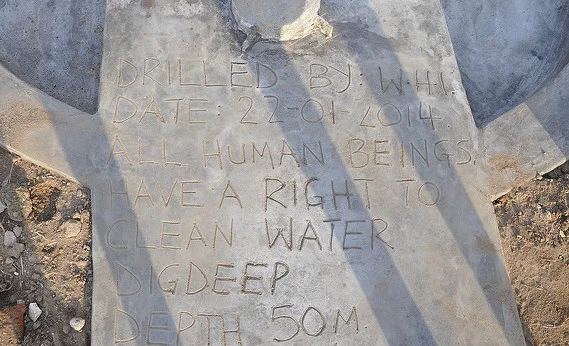 DRILLED BY: W.H.I.
DATE: 22-01-2014.
ALL HUMAN BEINGS
HAVE A RIGHT TO
CLEAN WATER
DIGDEEP
DEPTH 50M.